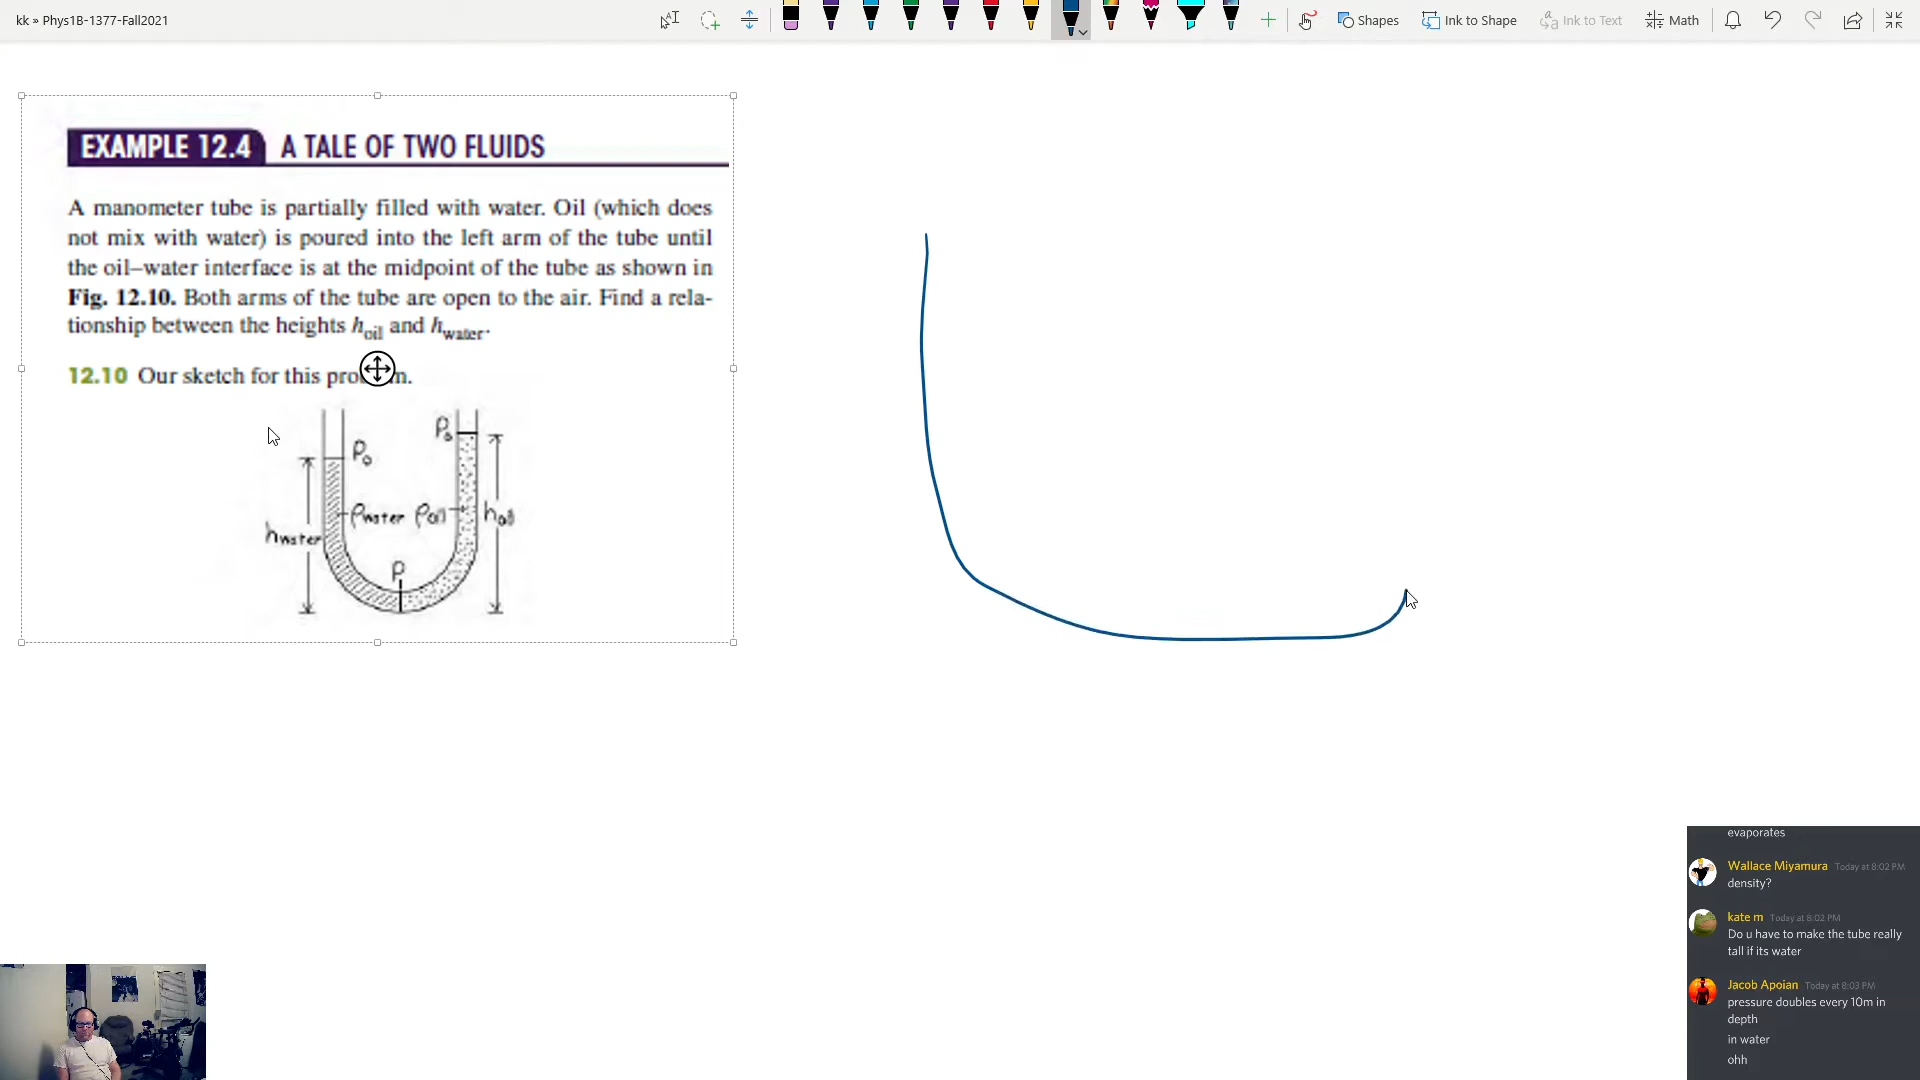 kk » Phys1B-1377-Fall2021
Shapes
Ink to Shape
Ink to Text
Math
EXAMPLE 12.4 A TALE OF TWO FLUIDS
A manometer tube is partially filled with water. Oil (which does
not mix with water) is poured into the left arm of the tube until
the oil–water interface is at the midpoint of the tube as shown in
Fig. 12.10. Both arms of the tube are open to the air. Find a rela-
tionship between the heights hoil and hwater.
12.10 Our sketch for this problem.
P₀
P₀
ρwater ρoil
hoil
hwater
P
evaporates
Wallace Miyamura Today at 8:02 PM
density?
kate m Today at 8:02 PM
Do u have to make the tube really
tall if its water
Jacob Apoian Today at 8:03 PM
pressure doubles every 10m in
depth
in water
ohh